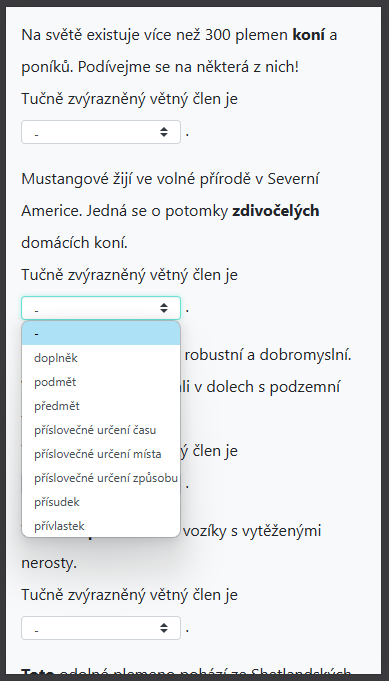 Na světě existuje více než 300 plemen koní a
poníků. Podívejme se na některá z nich!
Tučně zvýrazněný větný člen je
- .
Mustangové žijí ve volné přírodě v Severní
Americe. Jedná se o potomky zdivočelých
domácích koní.
Tučně zvýrazněný větný člen je
- .
-
doplněk
podmět
předmět
příslovečné určení času
příslovečné určení místa
příslovečné určení způsobu
přísudek
přívlastek
robustní a dobromyslní.
v dolech s podzemní
člen je
.
vozíky s vytěženými
nerosty.
Tučně zvýrazněný větný člen je
- .
Toto odolné plemeno pochází ze Shetlandských